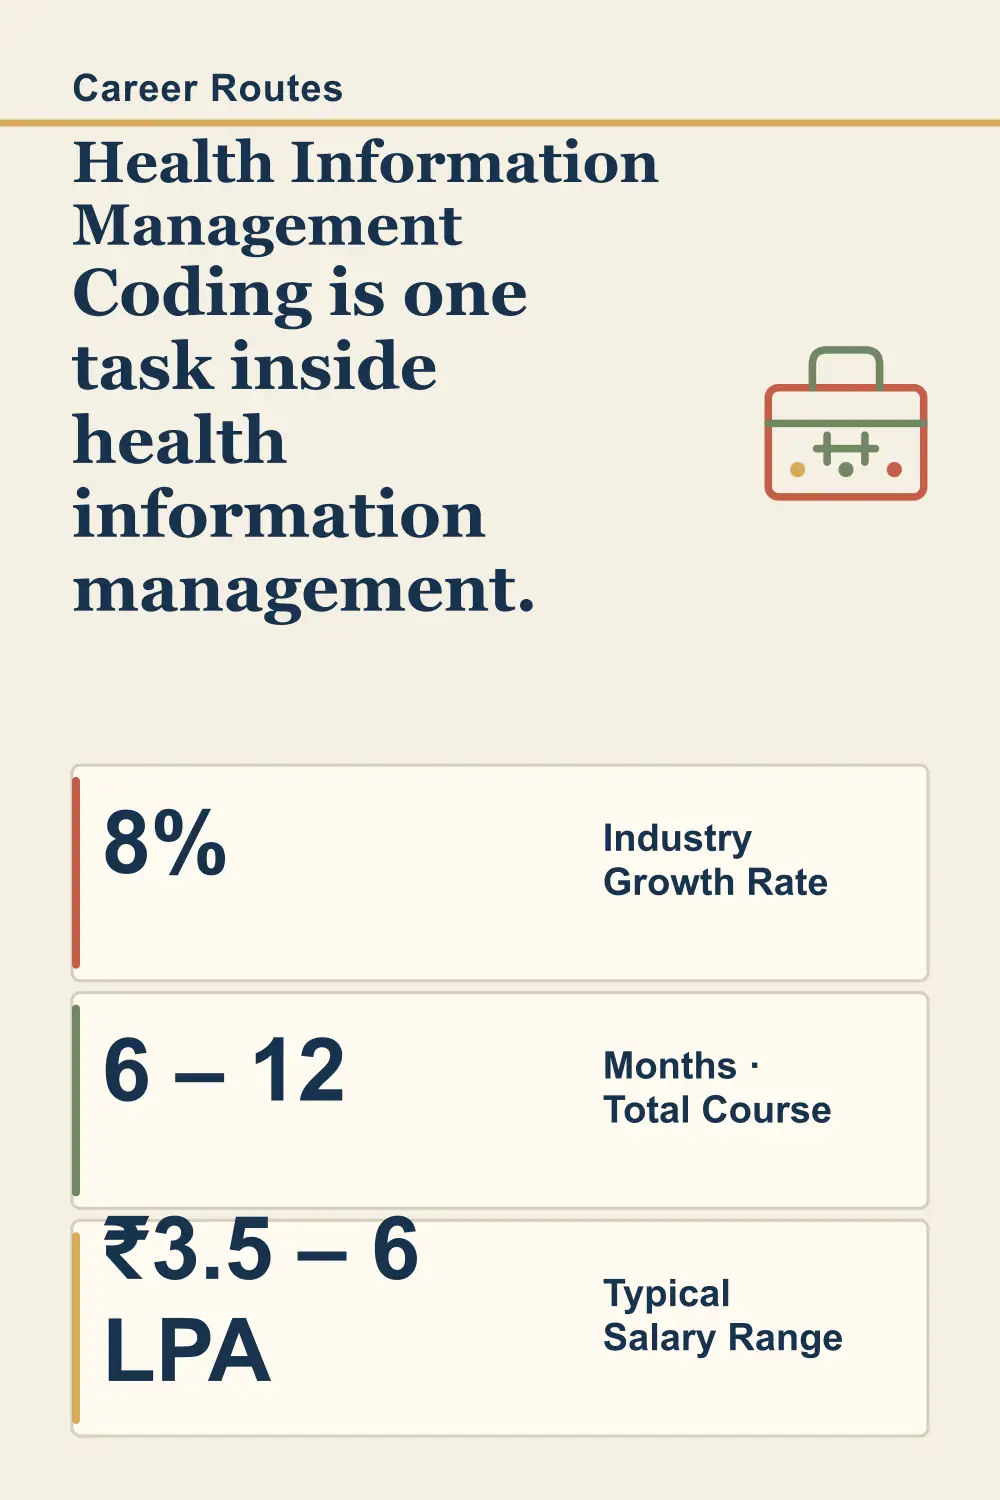 Career Routes
Health Information
Management
Coding is one
task inside
health
information
management.
8%
Industry
Growth Rate
6 – 12
Months ·
Total Course
₹3.5 – 6
LPA
Typical
Salary Range